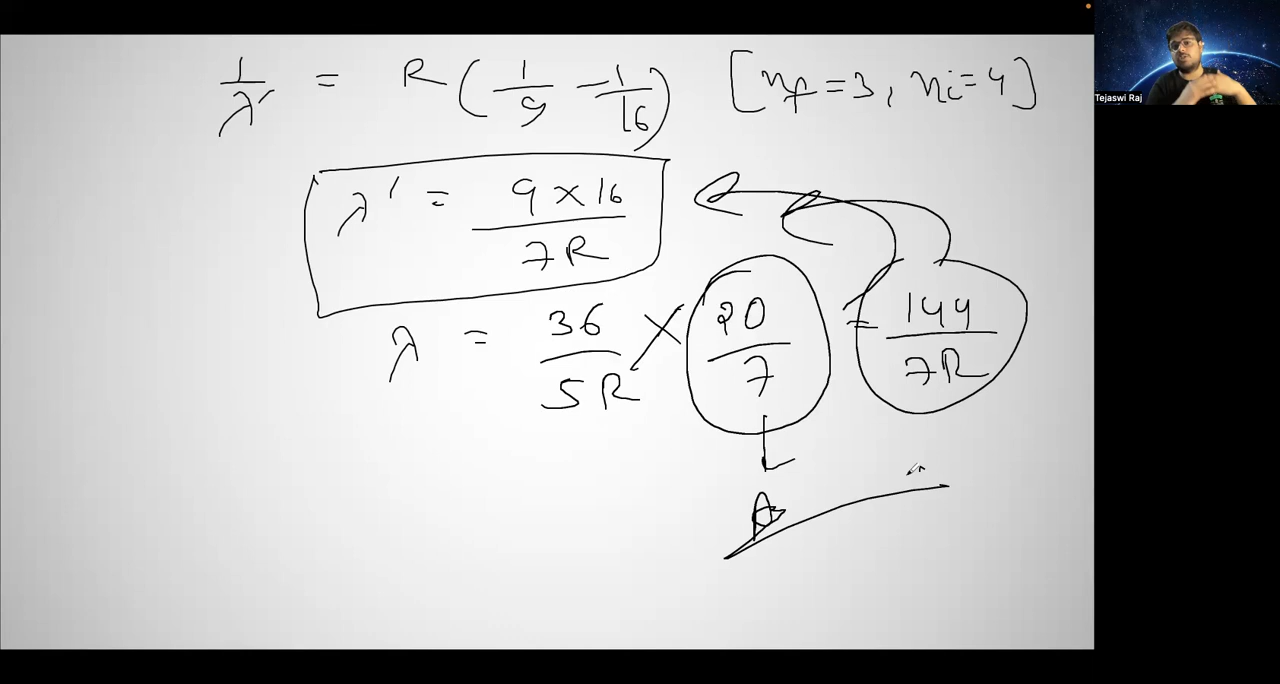 1/λ' = R(1/9 - 1/16) [nf=3, ni=4]
Tejaswi Raj
λ' = 9×16/7R
λ = 36/5R × 20/7 = 144/7R